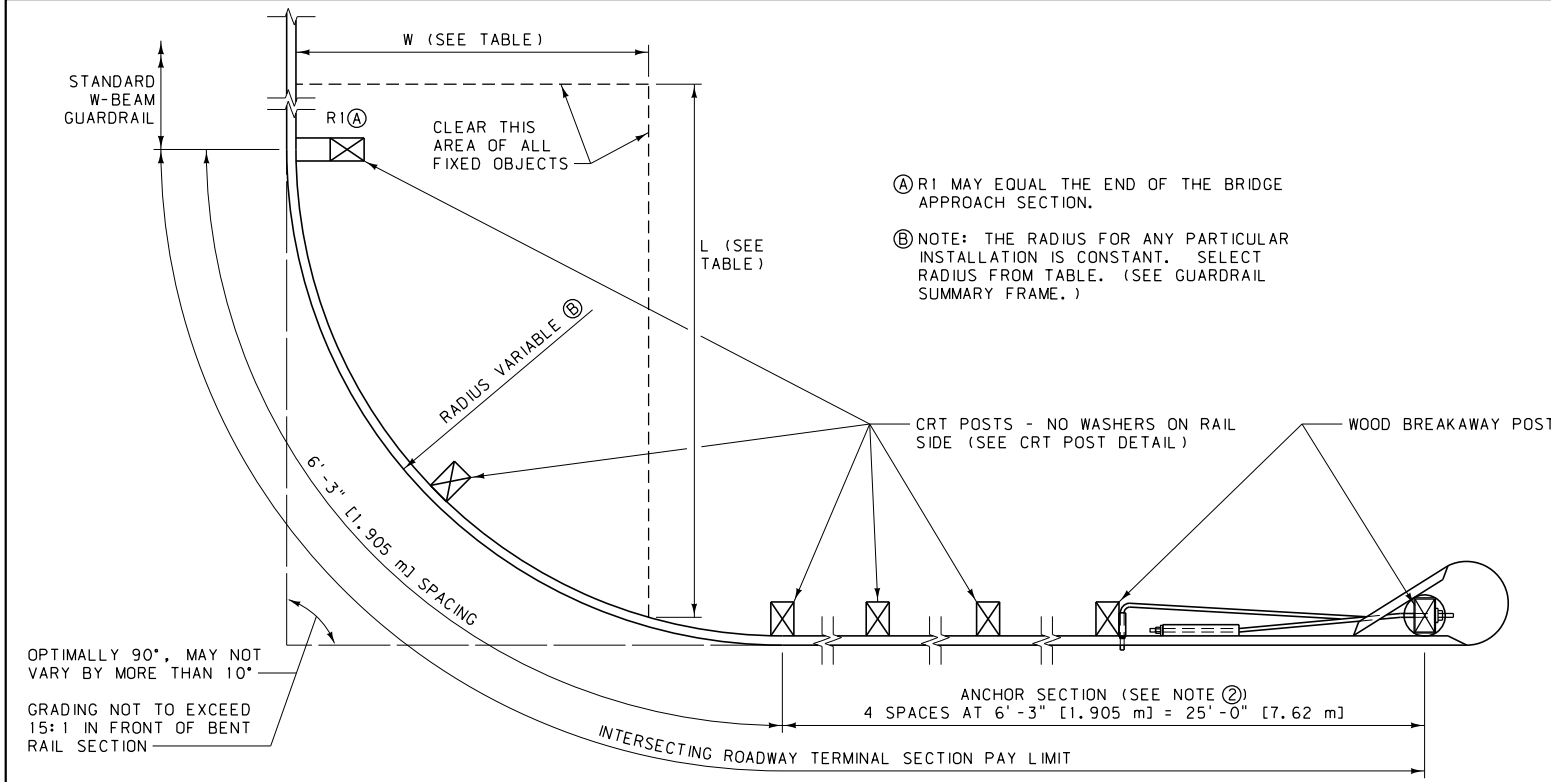 W (SEE TABLE)
STANDARD
W-BEAM
GUARDRAIL
R1 Ⓐ
CLEAR THIS
AREA OF ALL
FIXED OBJECTS
Ⓐ R1 MAY EQUAL THE END OF THE BRIDGE
APPROACH SECTION.
L (SEE
TABLE)
Ⓑ NOTE: THE RADIUS FOR ANY PARTICULAR
INSTALLATION IS CONSTANT. SELECT
RADIUS FROM TABLE. (SEE GUARDRAIL
SUMMARY FRAME.)
RADIUS VARIABLE Ⓑ
CRT POSTS - NO WASHERS ON RAIL
SIDE (SEE CRT POST DETAIL)
WOOD BREAKAWAY POST
6'-3" [1.905 m] SPACING
OPTIMALLY 90°, MAY NOT
VARY BY MORE THAN 10°
GRADING NOT TO EXCEED
15:1 IN FRONT OF BENT
RAIL SECTION
ANCHOR SECTION (SEE NOTE ②)
4 SPACES AT 6'-3" [1.905 m] = 25'-0" [7.62 m]
INTERSECTING ROADWAY TERMINAL SECTION PAY LIMIT